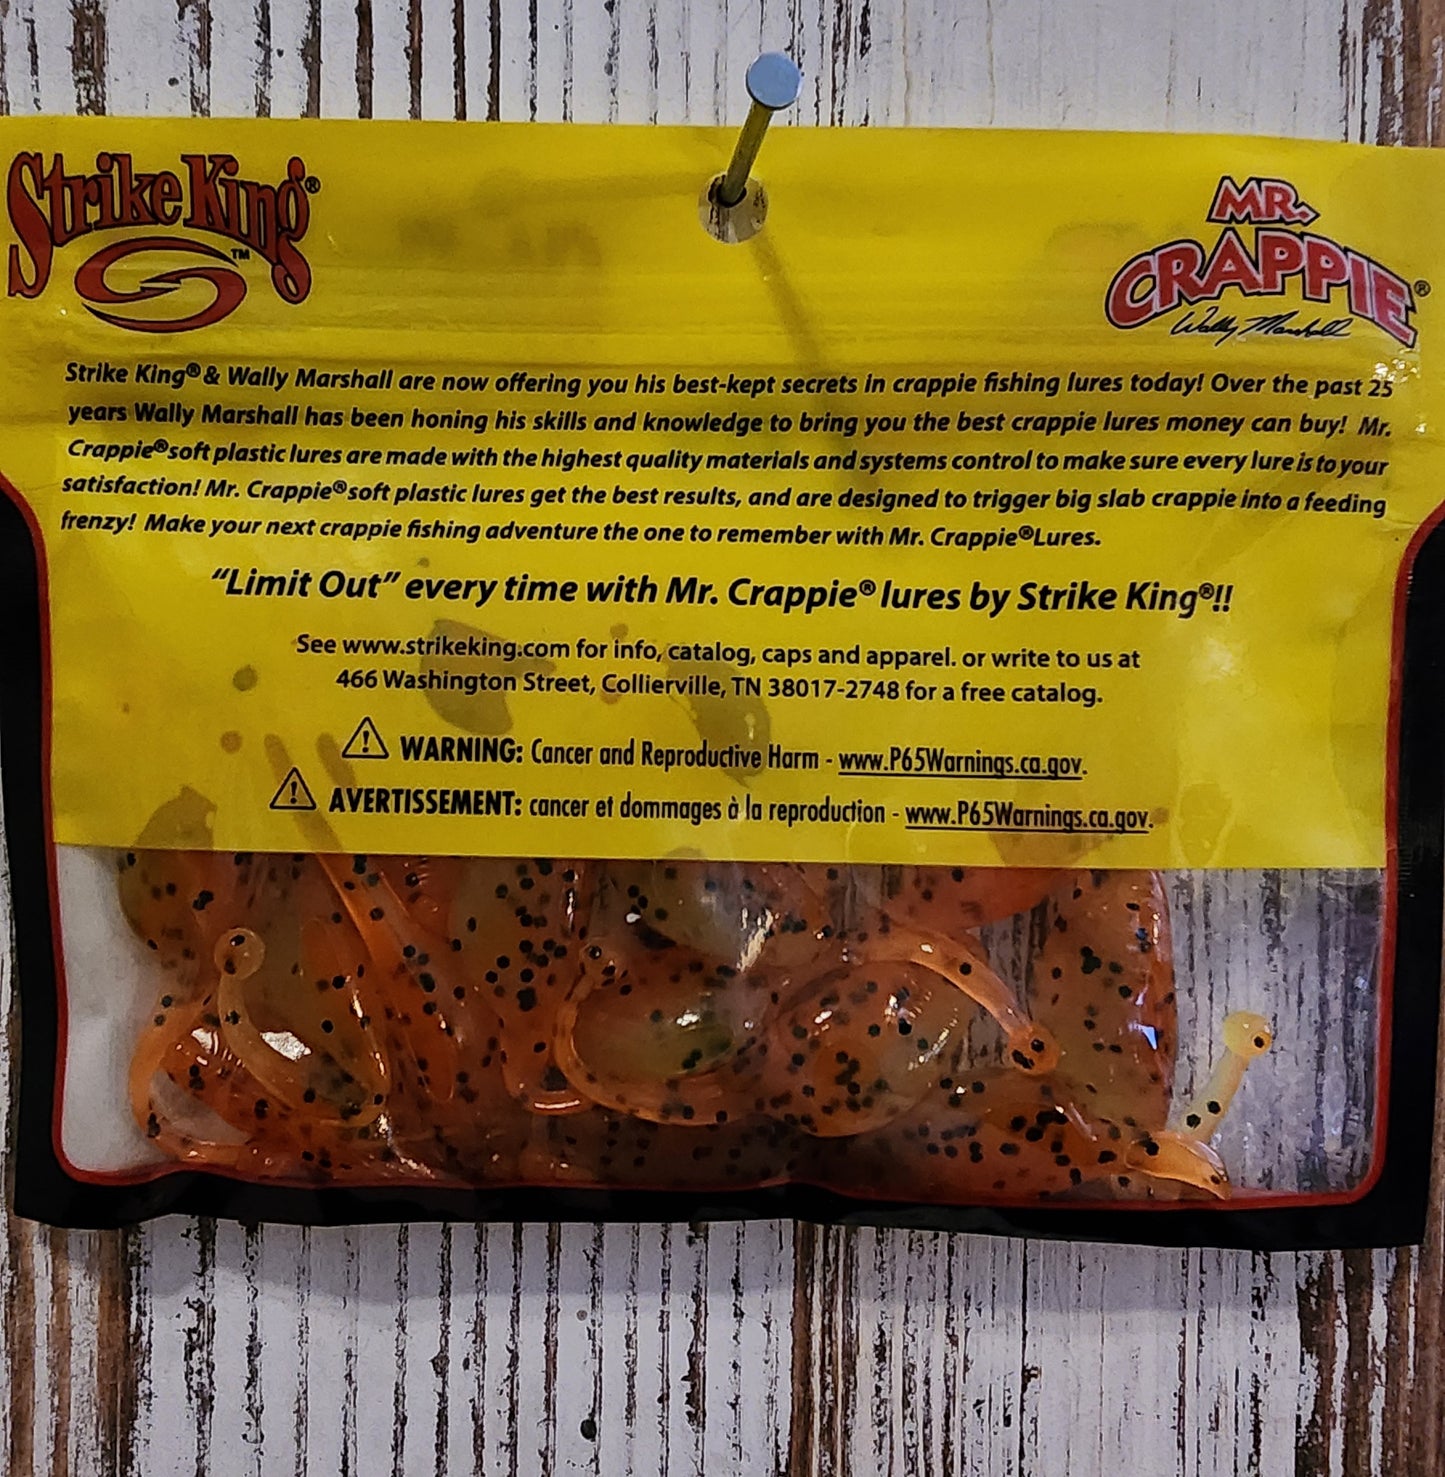 Strike King®
™
MR.
CRAPPIE®
Wally Marshall
Strike King® & Wally Marshall are now offering you his best-kept secrets in crappie fishing lures today! Over the past 25
years Wally Marshall has been honing his skills and knowledge to bring you the best crappie lures money can buy! Mr.
Crappie® soft plastic lures are made with the highest quality materials and systems control to make sure every lure is to your
satisfaction! Mr. Crappie® soft plastic lures get the best results, and are designed to trigger big slab crappie into a feeding
frenzy! Make your next crappie fishing adventure the one to remember with Mr. Crappie® Lures.
“Limit Out” every time with Mr. Crappie® lures by Strike King®!!
See www.strikeking.com for info, catalog, caps and apparel. or write to us at
466 Washington Street, Collierville, TN 38017-2748 for a free catalog.
WARNING: Cancer and Reproductive Harm - www.P65Warnings.ca.gov.
AVERTISSEMENT: cancer et dommages à la reproduction - www.P65Warnings.ca.gov.